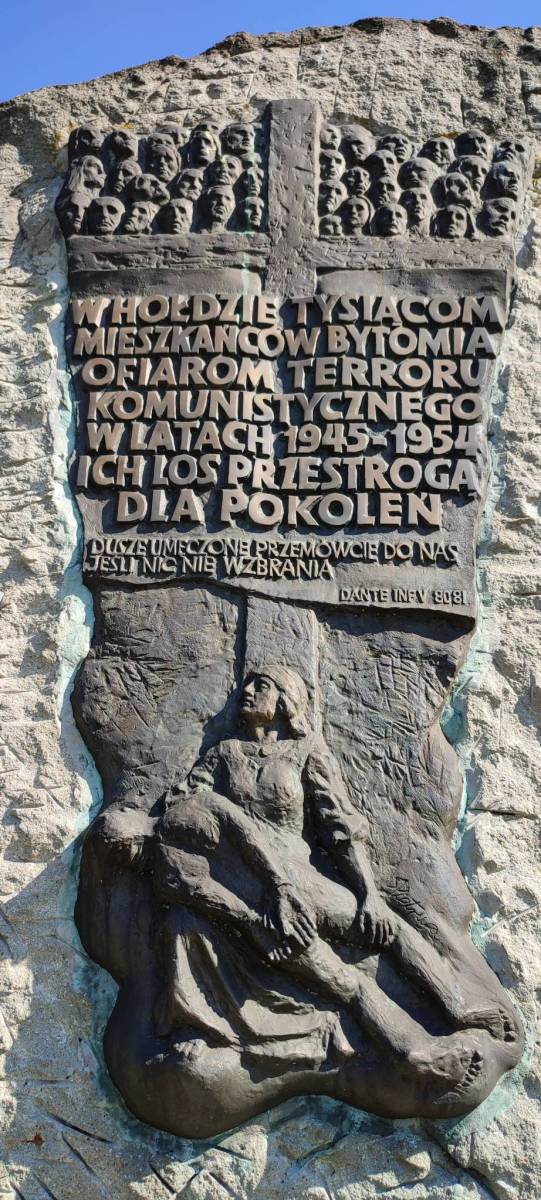 W HOŁDZIE TYSIĄCOM
MIESZKAŃCÓW BYTOMIA
OFIAROM TERRORU
KOMUNISTYCZNEGO
W LATACH 1945-1954
ICH LOS PRZESTROGĄ
DLA POKOLEŃ
DUSZE UMĘCZONE PRZEMÓWCIE DO NAS
JEŚLI NIC NIE WZBRANIA
DANTE INF V 80'81